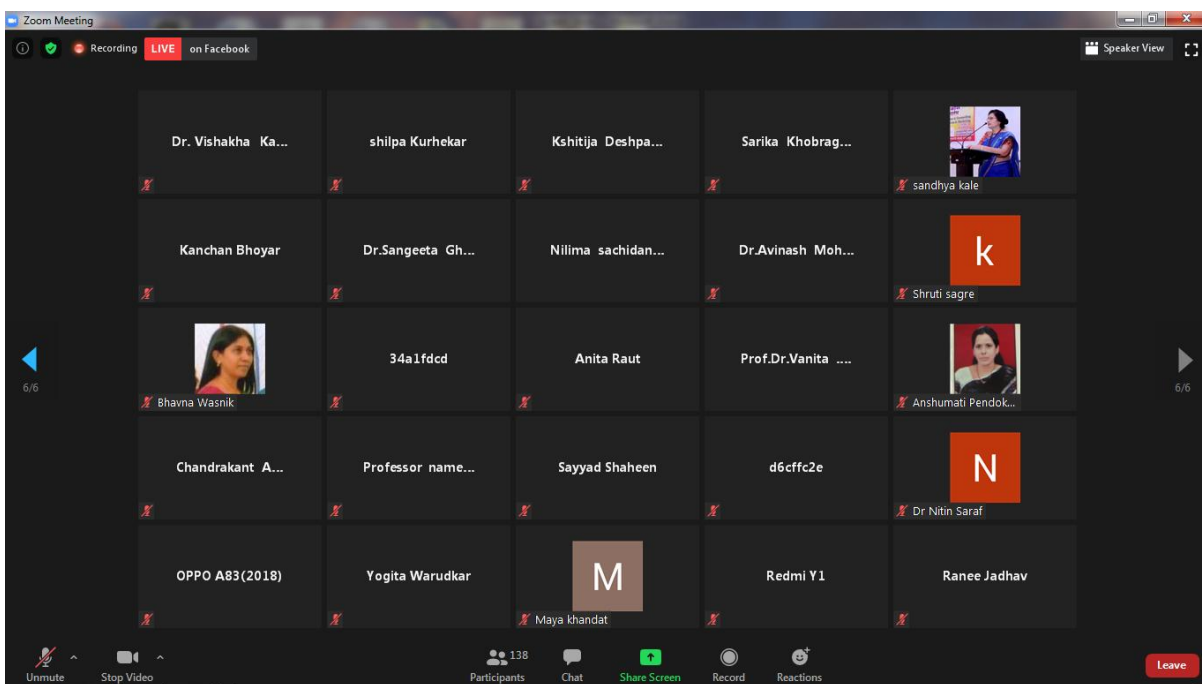 Zoom Meeting
Recording LIVE on Facebook
Speaker View
Dr. Vishakha Ka...
shilpa Kurhekar
Kshitija Deshpa...
Sarika Khobrag...
sandhya kale
Kanchan Bhoyar
Dr.Sangeeta Gh...
Nilima sachidan...
Dr.Avinash Moh...
k
Shruti sagre
Bhavna Wasnik
34a1fdcd
Anita Raut
Prof.Dr.Vanita ....
Anshumati Pendok...
6/6
6/6
Chandrakant A...
Professor name...
Sayyad Shaheen
d6cffc2e
N
Dr Nitin Saraf
OPPO A83(2018)
Yogita Warudkar
M
Maya khandat
Redmi Y1
Ranee Jadhav
Unmute
Stop Video
138
Participants
Chat
Share Screen
Record
Reactions
Leave